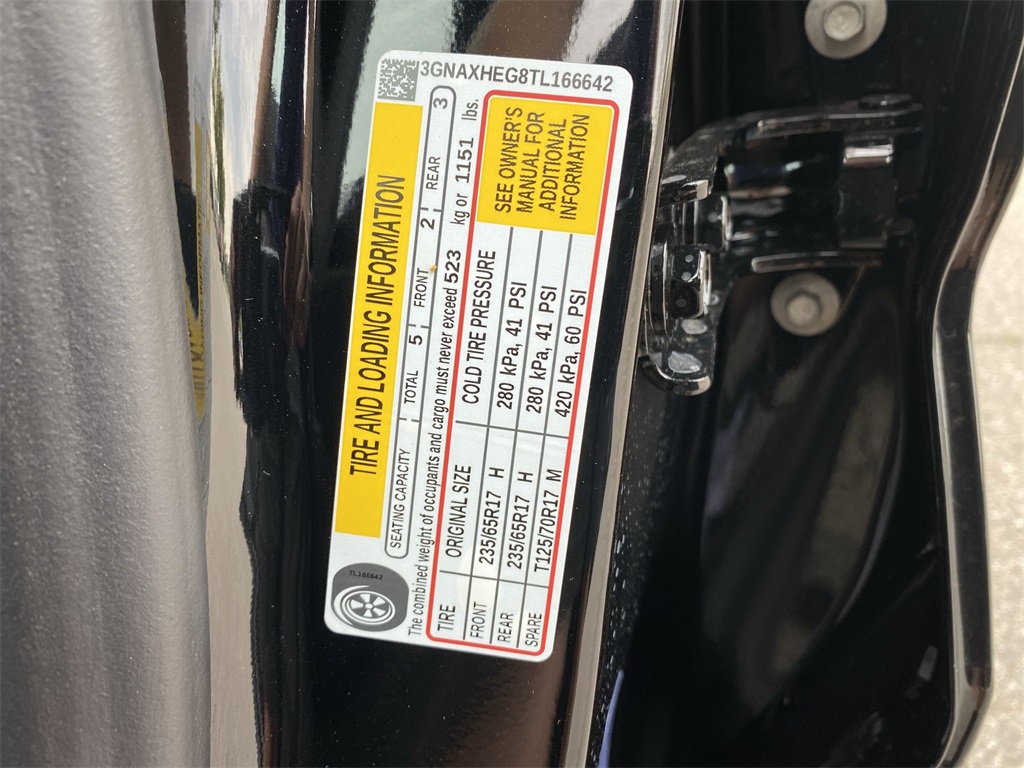 3GNAXHEG8TL166642
TIRE AND LOADING INFORMATION
SEATING CAPACITY TOTAL 5 FRONT 2 REAR 3
The combined weight of occupants and cargo must never exceed 523 kg or 1151 lbs.
TIRE ORIGINAL SIZE COLD TIRE PRESSURE
FRONT 235/65R17 H 280 kPa, 41 PSI
REAR 235/65R17 H 280 kPa, 41 PSI
SPARE T125/70R17 M 420 kPa, 60 PSI
SEE OWNER'S
MANUAL FOR
ADDITIONAL
INFORMATION
TL166642